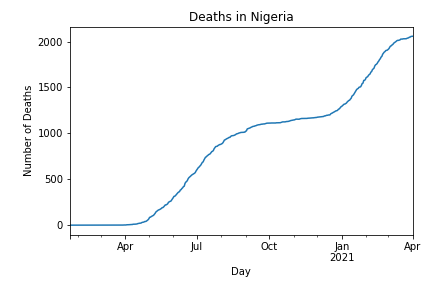 Deaths in Nigeria
2000
1500
1000
500
0
Number of Deaths
Apr Jul Oct Jan Apr
2021
Day